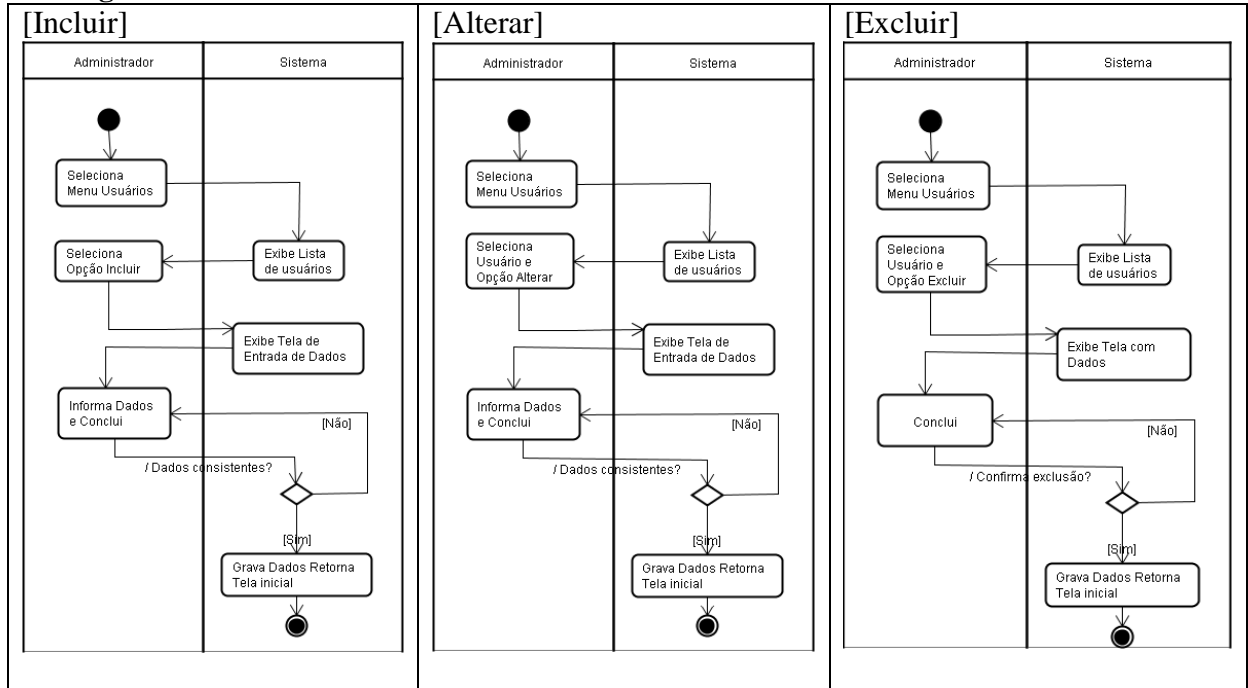 [Incluir]
Administrador
Sistema
Seleciona
Menu Usuários
Seleciona
Opção Incluir
Exibe Lista
de usuários
Exibe Tela de
Entrada de Dados
Informa Dados
e Conclui
[Não]
/ Dados consistentes?
[Sim]
Grava Dados Retorna
Tela inicial
[Alterar]
Administrador
Sistema
Seleciona
Menu Usuários
Seleciona
Usuário e
Opção Alterar
Exibe Lista
de usuários
Exibe Tela de
Entrada de Dados
Informa Dados
e Conclui
[Não]
/ Dados consistentes?
[Sim]
Grava Dados Retorna
Tela inicial
[Excluir]
Administrador
Sistema
Seleciona
Menu Usuários
Seleciona
Usuário e
Opção Excluir
Exibe Lista
de usuários
Exibe Tela com
Dados
Conclui
[Não]
/ Confirma exclusão?
[Sim]
Grava Dados Retorna
Tela inicial